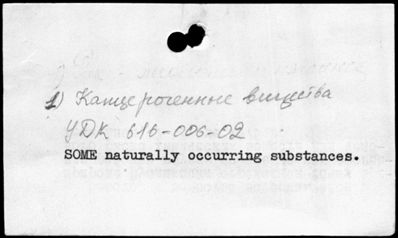 1) Канцерогенные вещества
УДК 616-006-02
SOME naturally occurring substances.